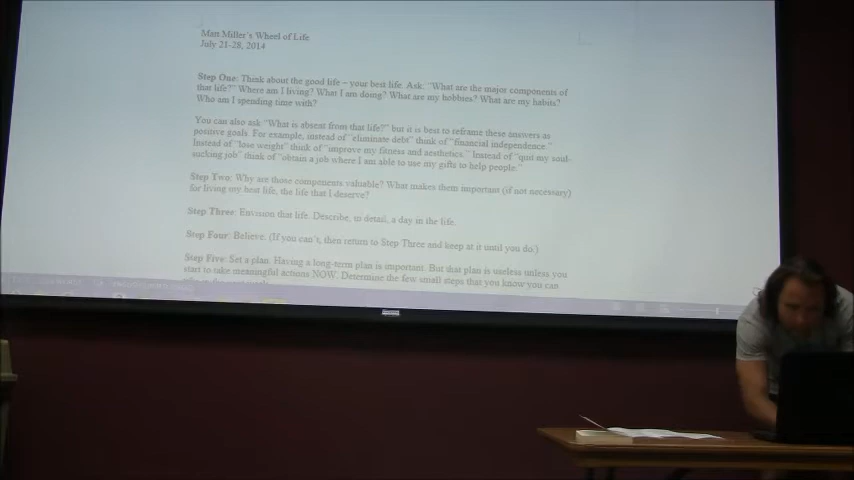 Matt Miller's Wheel of Life
July 21-28, 2014
Step One: Think about the good life – your best life. Ask: "What are the major components of
that life?" Where am I living? What I am doing? What are my hobbies? What are my habits?
Who am I spending time with?
You can also ask "What is absent from that life?" but it is best to reframe these answers as
positive goals. For example, instead of "eliminate debt" think of "financial independence."
Instead of "lose weight" think of "improve my fitness and aesthetics." Instead of "quit my soul-
sucking job" think of "obtain a job where I am able to use my gifts to help people."
Step Two: Why are those components valuable? What makes them important (if not necessary)
for living my best life, the life that I deserve?
Step Three: Envision that life. Describe, in detail, a day in the life.
Step Four: Believe. (If you can't, then return to Step Three and keep at it until you do.)
Step Five: Set a plan. Having a long-term plan is important. But that plan is useless unless you
start to take meaningful actions NOW. Determine the few small steps that you know you can